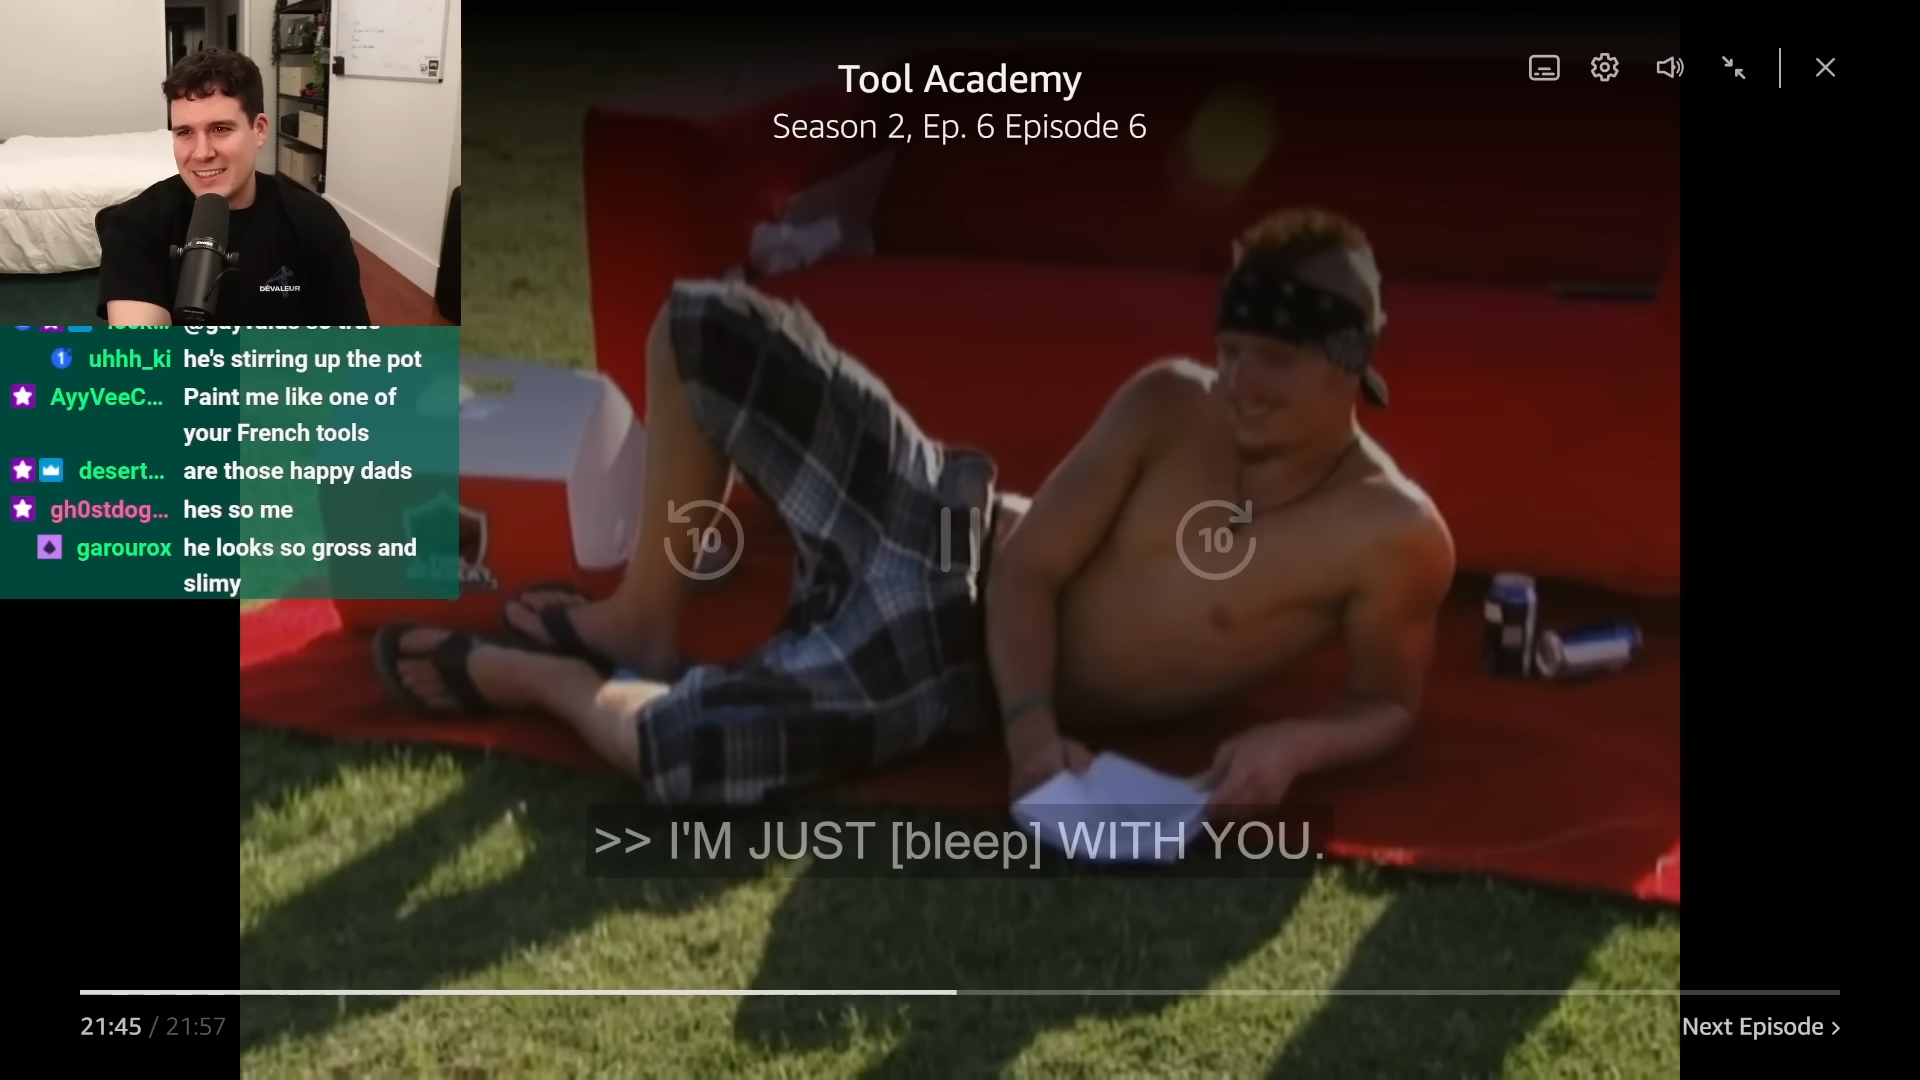 Tool Academy
Season 2, Ep. 6 Episode 6
DÉVALEUR
uhhh_ki he's stirring up the pot
AyyVeeC... Paint me like one of
your French tools
desert... are those happy dads
gh0stdog... hes so me
garourox he looks so gross and
slimy
10
10
>> I'M JUST [bleep] WITH YOU.
21:45 / 21:57
Next Episode ›